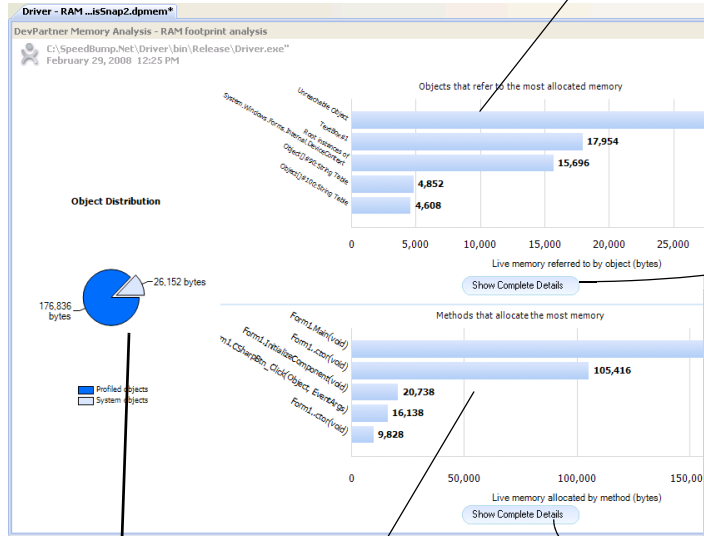 Driver - RAM ...isSnap2.dpmem*
DevPartner Memory Analysis - RAM footprint analysis
C:\SpeedBump.Net\Driver\bin\Release\Driver.exe"
February 29, 2008 12:25 PM
Objects that refer to the most allocated memory
Unreachable Object
TextBox#1
Root instances of
System.Windows.Forms.Internal.DeviceContext
Object[]#90:String Table
Object[]#100:String Table
17,954
15,696
4,852
4,608
0 5,000 10,000 15,000 20,000 25,000
Live memory referred to by object (bytes)
Show Complete Details
Object Distribution
26,152 bytes
176,836
bytes
Profiled objects
System objects
Methods that allocate the most memory
Form1.Main(void)
Form1..ctor(void)
Form1.InitializeComponent(void)
m1.CSharpBtn_Click(Object, EventArgs)
Form1..ctor(void)
105,416
20,738
16,138
9,828
0 50,000 100,000 150,00
Live memory allocated by method (bytes)
Show Complete Details